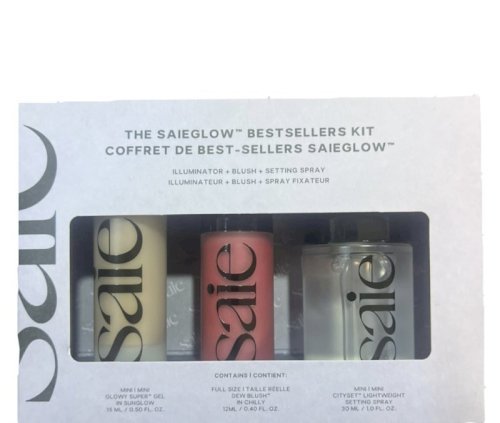 THE SAIEGLOW™ BESTSELLERS KIT
COFFRET DE BEST-SELLERS SAIEGLOW™
ILLUMINATOR + BLUSH + SETTING SPRAY
ILLUMINATEUR + BLUSH + SPRAY FIXATEUR
saie
saie
saie
saie
CONTAINS | CONTIENT:
MINI | MINI
GLOWY SUPER™ GEL
IN SUNGLOW
15 ML / 0.50 FL. OZ.
FULL SIZE | TAILLE RÉELLE
DEW BLUSH™
IN CHILLY
12ML / 0.40 FL. OZ.
MINI | MINI
CITYSET™ LIGHTWEIGHT
SETTING SPRAY
30 ML / 1.0 FL. OZ.